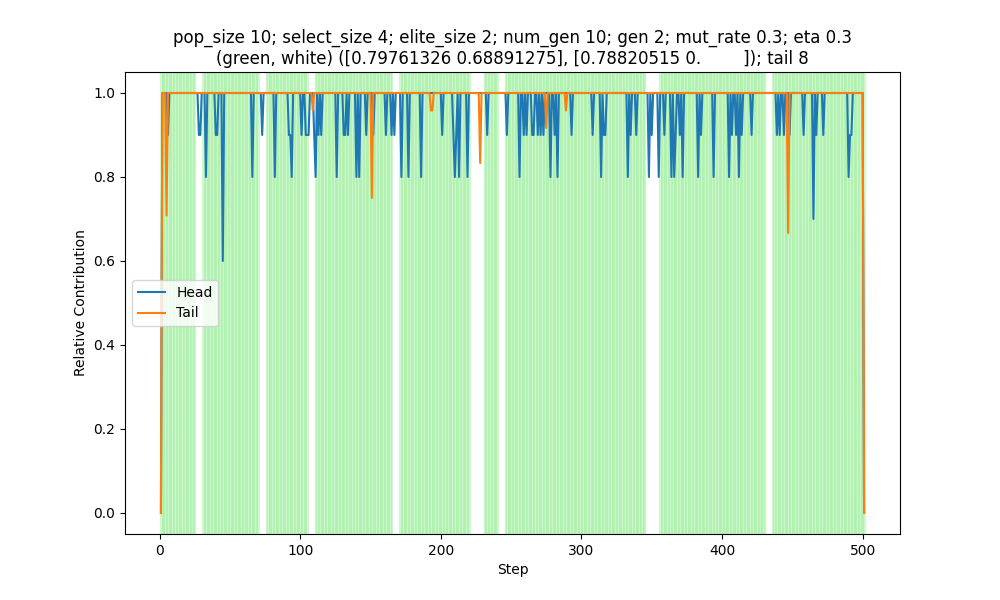 pop_size 10; select_size 4; elite_size 2; num_gen 10; gen 2; mut_rate 0.3; eta 0.3
(green, white) ([0.79761326 0.68891275], [0.78820515 0.        ]); tail 8
1.0
0.8
0.6
0.4
0.2
0.0
Relative Contribution
Head
Tail
0
100
200
300
400
500
Step